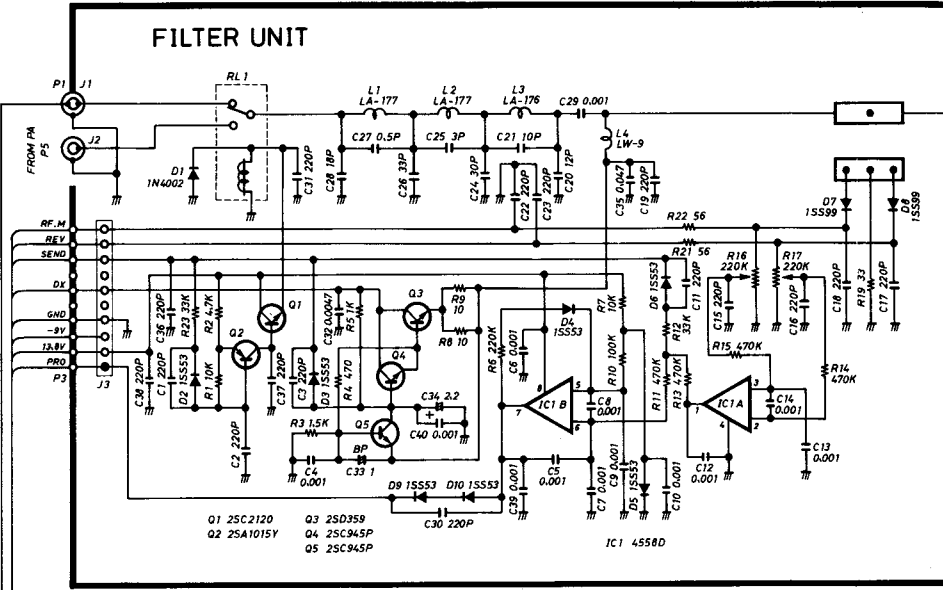 FILTER UNIT
P1 J1
RL1
L1
LA-177
L2
LA-177
L3
LA-176
C29 0.001
L4
LW-9
FROM PA
P5
J2
D1
1N4002
C31 220P
C28 18P
C27 0.5P
C26 33P
C25 3P
C24 30P
C21 10P
C22 220P
C23 220P
C20 12P
C35 0.047
C19 220P
D7
1SS99
D8
1SS99
RF.M
REV
SEND
DX
GND
-9V
13.8V
PRO
P3
J3
R22 56
R21 56
R16
220K
R17
220K
C36 220P
R23 33K
R2 4.7K
Q1
Q2
C32 0.0047
R5 1K
Q3
R9
10
R8 10
D4
1SS53
R7
10K
D6 1SS53
C11 220P
R12
33K
C15 220P
C16 220P
C18 220P
R19 33
C17 220P
C38 220P
C1 220P
D2 1SS53
R1 10K
C37 220P
C3 220P
D3 1SS53
R4 470
Q4
C34 2.2
+
C40 0.001
R6 220K
C6 0.001
8
5
7
IC1 B
6
C8
0.001
R10 100K
R11 470K
R13 470K
R15 470K
3
1
IC1A
4
2
C14
0.001
R14
470K
C2 220P
R3 1.5K
Q5
C4
0.001
BP
C33 1
C39 0.001
C5
0.001
C7 0.001
C9 0.001
D5 1SS53
C10 0.001
C12
0.001
C13
0.001
D9 1SS53
D10 1SS53
C30 220P
Q1 2SC2120
Q2 2SA1015Y
Q3 2SD359
Q4 2SC945P
Q5 2SC945P
IC1 4558D